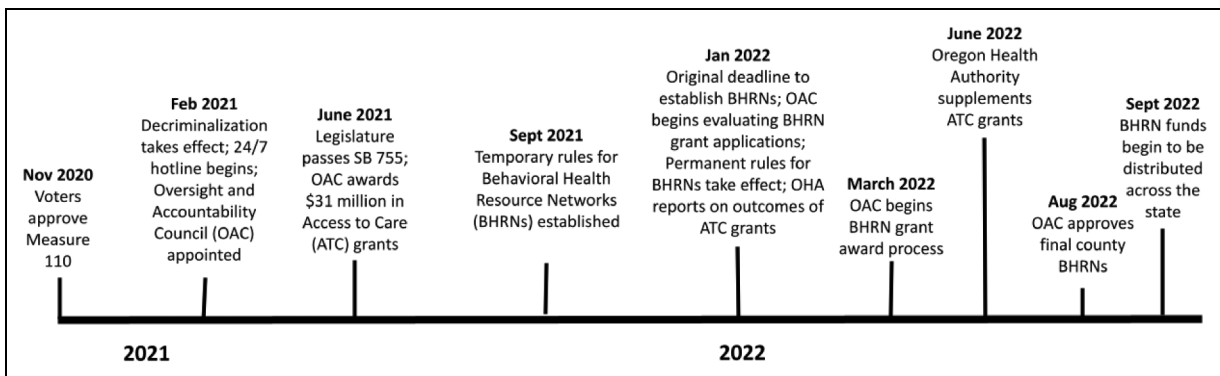 Nov 2020
Voters
approve
Measure
110
Feb 2021
Decriminalization
takes effect; 24/7
hotline begins;
Oversight and
Accountability
Council (OAC)
appointed
June 2021
Legislature
passes SB 755;
OAC awards
$31 million in
Access to Care
(ATC) grants
Sept 2021
Temporary rules for
Behavioral Health
Resource Networks
(BHRNs) established
Jan 2022
Original deadline to
establish BHRNs; OAC
begins evaluating BHRN
grant applications;
Permanent rules for
BHRNs take effect; OHA
reports on outcomes of
ATC grants
March 2022
OAC begins
BHRN grant
award process
June 2022
Oregon Health
Authority
supplements
ATC grants
Aug 2022
OAC approves
final county
BHRNs
Sept 2022
BHRN funds
begin to be
distributed
across the
state
2021
2022